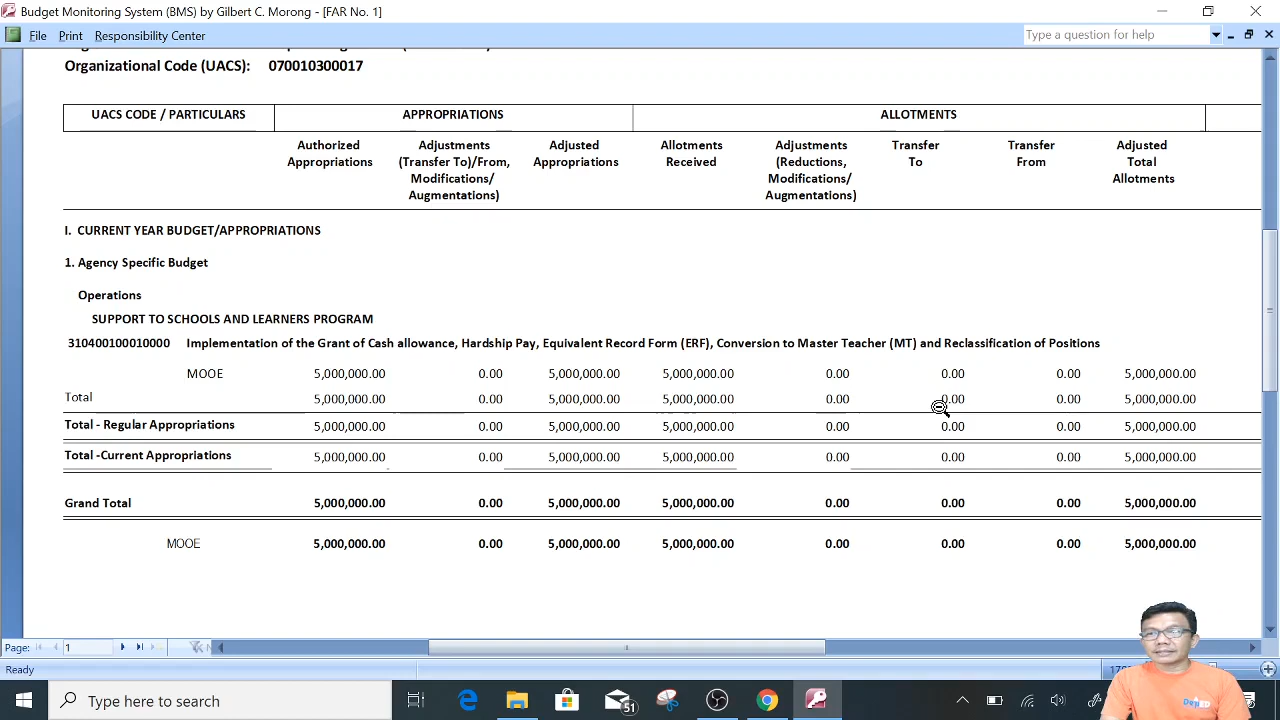 Budget Monitoring System (BMS) by Gilbert C. Morong - [FAR No. 1]
File Print Responsibility Center Type a question for help
Organizational Code (UACS): 070010300017
UACS CODE / PARTICULARS APPROPRIATIONS ALLOTMENTS
Authorized Adjustments Adjusted Allotments Adjustments Transfer Transfer Adjusted
Appropriations (Transfer To)/From, Appropriations Received (Reductions, To From Total
Modifications/ Modifications/ Allotments
Augmentations) Augmentations)
I. CURRENT YEAR BUDGET/APPROPRIATIONS
1. Agency Specific Budget
Operations
SUPPORT TO SCHOOLS AND LEARNERS PROGRAM
310400100010000 Implementation of the Grant of Cash allowance, Hardship Pay, Equivalent Record Form (ERF), Conversion to Master Teacher (MT) and Reclassification of Positions
MOOE 5,000,000.00 0.00 5,000,000.00 5,000,000.00 0.00 0.00 0.00 5,000,000.00
Total 5,000,000.00 0.00 5,000,000.00 5,000,000.00 0.00 0.00 0.00 5,000,000.00
Total - Regular Appropriations 5,000,000.00 0.00 5,000,000.00 5,000,000.00 0.00 0.00 0.00 5,000,000.00
Total -Current Appropriations 5,000,000.00 0.00 5,000,000.00 5,000,000.00 0.00 0.00 0.00 5,000,000.00
Grand Total 5,000,000.00 0.00 5,000,000.00 5,000,000.00 0.00 0.00 0.00 5,000,000.00
MOOE 5,000,000.00 0.00 5,000,000.00 5,000,000.00 0.00 0.00 0.00 5,000,000.00
Page: 1
Ready
Type here to search 51